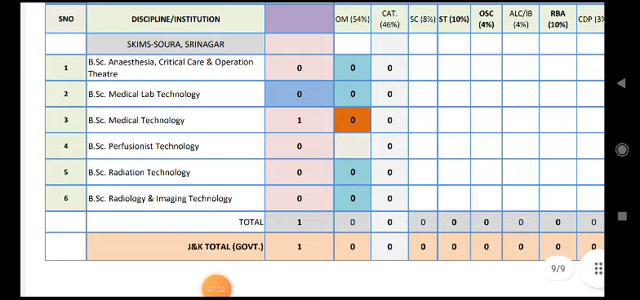 SNO DISCIPLINE/INSTITUTION OM (54%) CAT. (46%) SC (8%) ST (10%) OSC (4%) ALC/IB (4%) RBA (10%) CDP (3%
SKIMS-SOURA, SRINAGAR
1 B.Sc. Anaesthesia, Critical Care & Operation Theatre 0 0 0
2 B.Sc. Medical Lab Technology 0 0 0
3 B.Sc. Medical Technology 1 0 0
4 B.Sc. Perfusionist Technology 0 0
5 B.Sc. Radiation Technology 0 0 0
6 B.Sc. Radiology & Imaging Technology 0 0 0
TOTAL 1 0 0 0 0 0 0 0 0
J&K TOTAL (GOVT.) 1 0 0 0 0 0 0 0 0
9/9